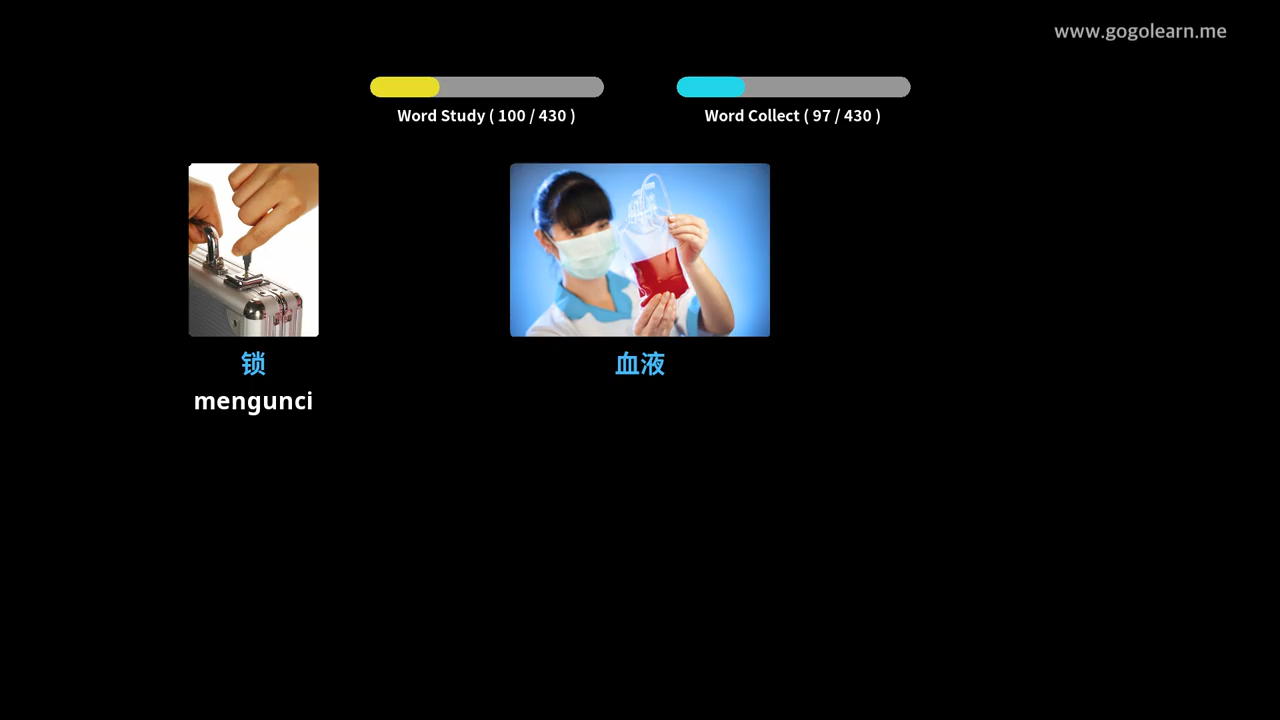 www.gogolearn.me
Word Study ( 100 / 430 )
Word Collect ( 97 / 430 )
锁
mengunci
血液